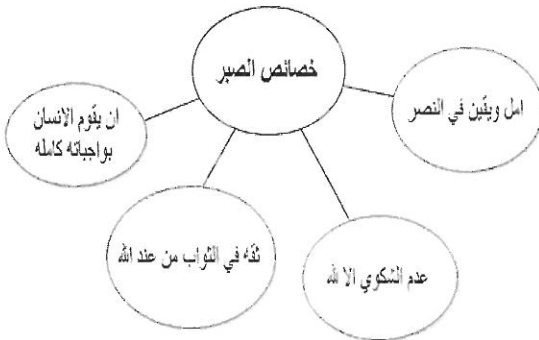 خصائص الصبر
امل ويقين في النصر
ان يقوم الانسان
بواجباته كامله
ثقه في الثواب من عند الله
عدم الشكوي الا لله